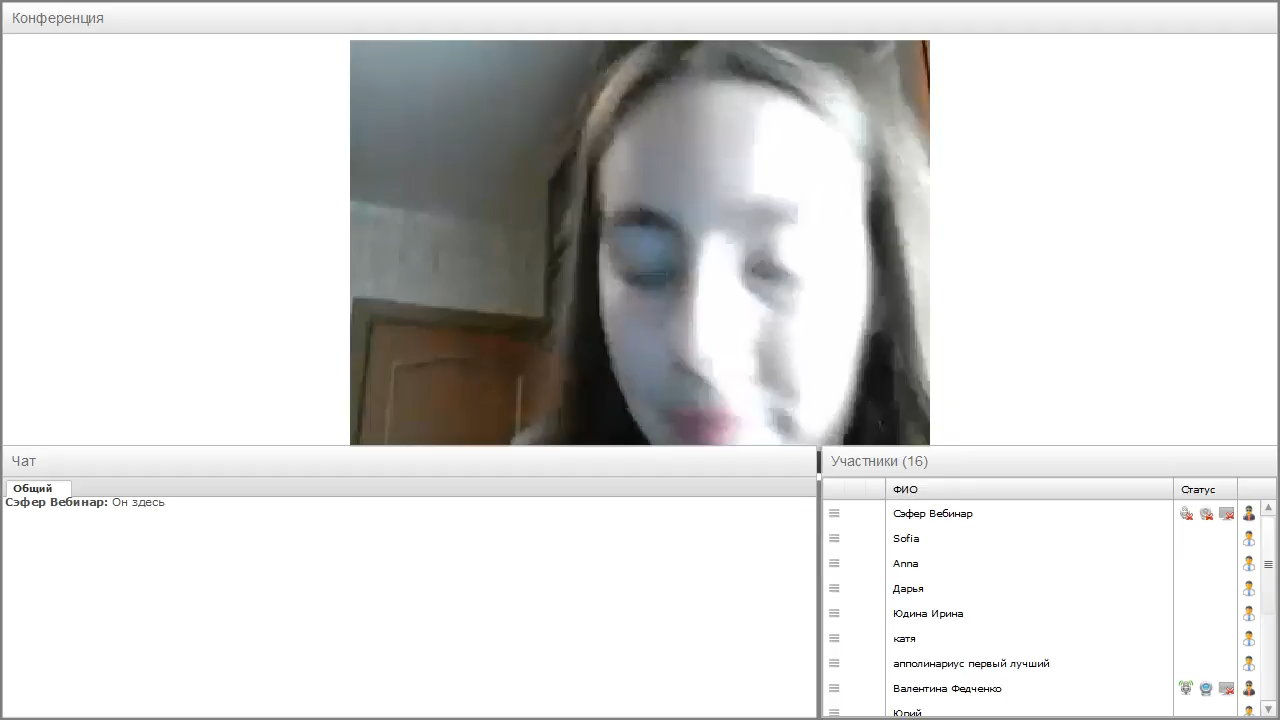 Конференция
Чат
Общий
Сэфер Вебинар: Он здесь
Участники (16)
ФИО Статус
Сэфер Вебинар
Sofia
Anna
Дарья
Юдина Ирина
катя
апполинариус первый лучший
Валентина Федченко
Юрий